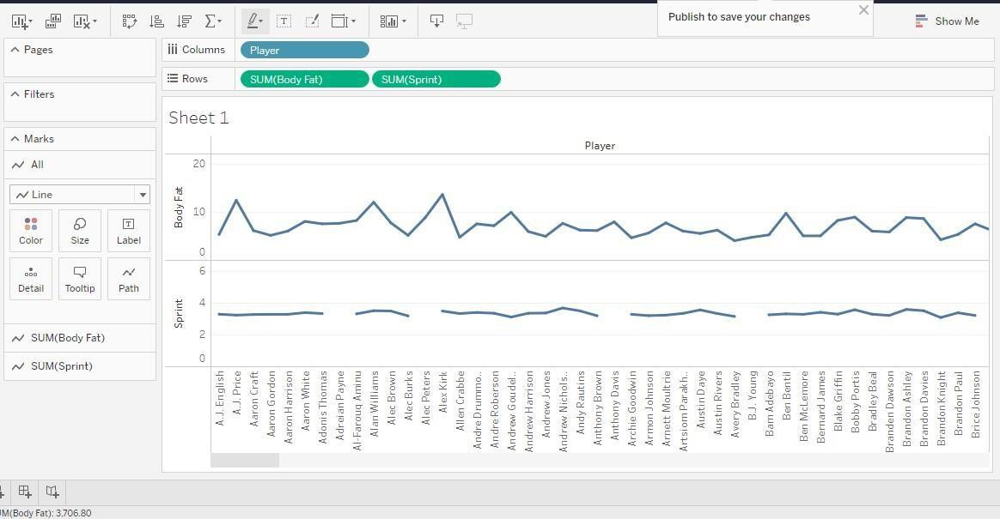 Publish to save your changes
Show Me
Pages
Columns
Player
Filters
Rows
SUM(Body Fat)
SUM(Sprint)
Marks
All
Line
Color
Size
Label
Detail
Tooltip
Path
SUM(Body Fat)
SUM(Sprint)
Sheet 1
Player
Body Fat
20
10
0
Sprint
6
4
2
0
A.J. English
A.J. Price
Aaron Craft
Aaron Gordon
Aaron Harrison
Aaron White
Adonis Thomas
Adreian Payne
Al-Farouq Aminu
Alan Williams
Alec Brown
Alec Burks
Alec Peters
Alex Kirk
Allen Crabbe
Andre Drummo..
Andre Roberson
Andrew Goudel..
Andrew Harrison
Andrew Jones
Andrew Nichols..
Andy Rautins
Anthony Brown
Anthony Davis
Archie Goodwin
Armon Johnson
Arnett Moultrie
Artsiom Parakh..
Austin Daye
Austin Rivers
Avery Bradley
B.J. Young
Bam Adebayo
Ben Bentil
Ben McLemore
Bernard James
Blake Griffin
Bobby Portis
Bradley Beal
Branden Dawson
Brandon Ashley
Brandon Davies
Brandon Knight
Brandon Paul
Brice Johnson
UM(Body Fat): 3,706.80